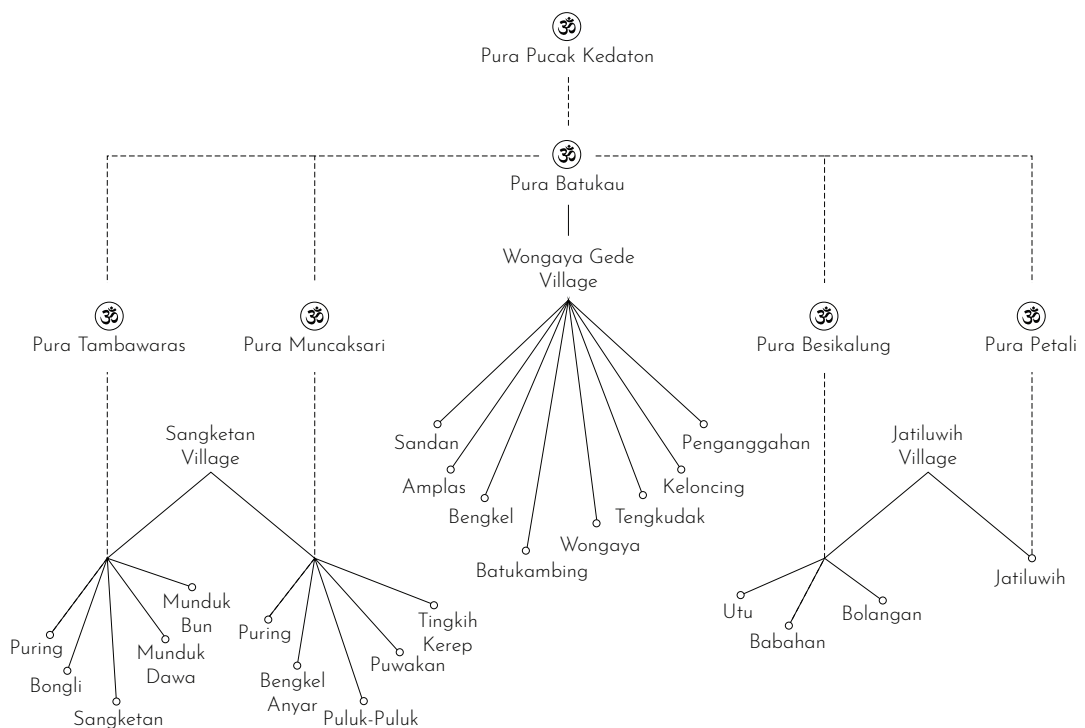 ॐ
Pura Pucak Kedaton
ॐ
Pura Batukau
Wongaya Gede
Village
ॐ
Pura Tambawaras
ॐ
Pura Muncaksari
ॐ
Pura Besikalung
ॐ
Pura Petali
Sandan
Amplas
Bengkel
Batukambing
Wongaya
Tengkudak
Keloncing
Penganggahan
Sangketan
Village
Puring
Bongli
Sangketan
Munduk
Dawa
Munduk
Bun
Puring
Bengkel
Anyar
Puluk-Puluk
Puwakan
Tingkih
Kerep
Jatiluwih
Village
Utu
Babahan
Bolangan
Jatiluwih